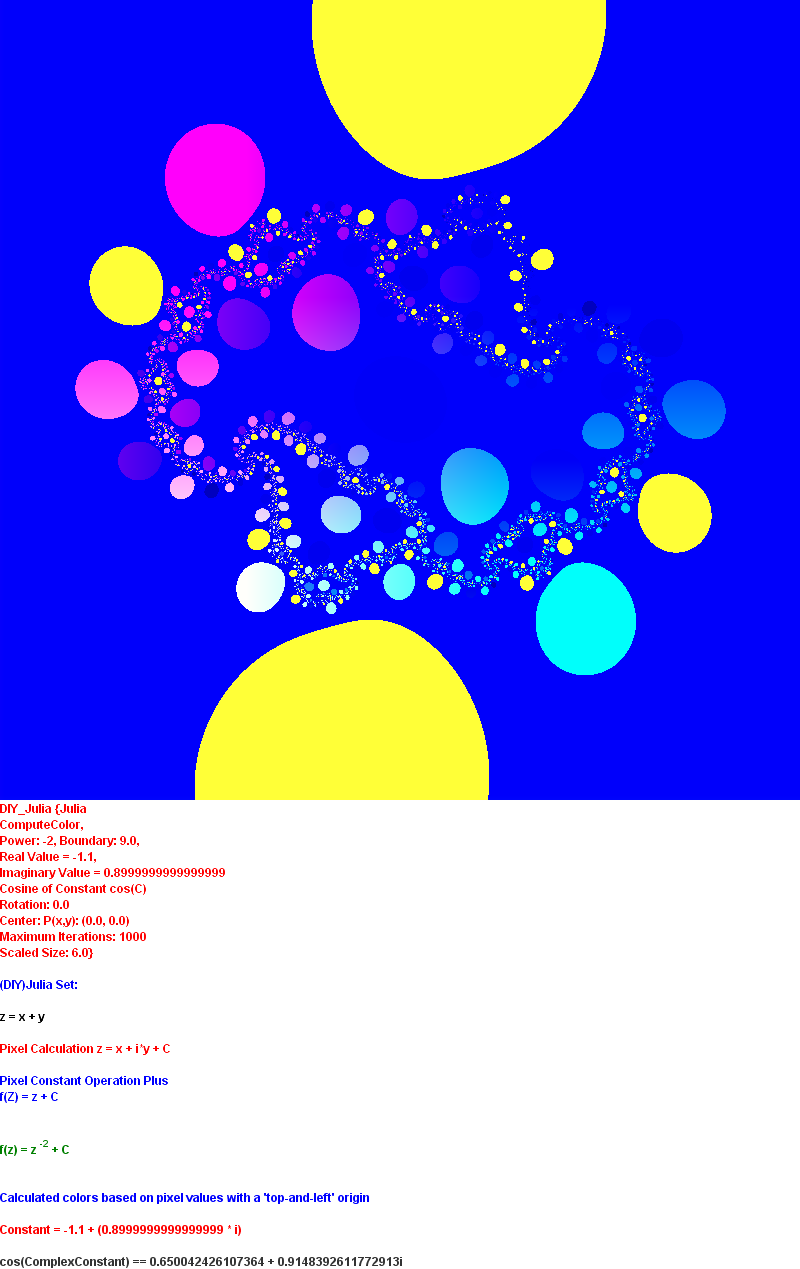 DIY_Julia {Julia
ComputeColor,
Power: -2, Boundary: 9.0,
Real Value = -1.1,
Imaginary Value = 0.8999999999999999
Cosine of Constant cos(C)
Rotation: 0.0
Center: P(x,y): (0.0, 0.0)
Maximum Iterations: 1000
Scaled Size: 6.0}
(DIY)Julia Set:
z = x + y
Pixel Calculation z = x + i*y + C
Pixel Constant Operation Plus
f(Z) = z + C
f(z) = z ⁻² + C
Calculated colors based on pixel values with a 'top-and-left' origin
Constant = -1.1 + (0.8999999999999999 * i)
cos(ComplexConstant) == 0.650042426107364 + 0.9148392611772913i